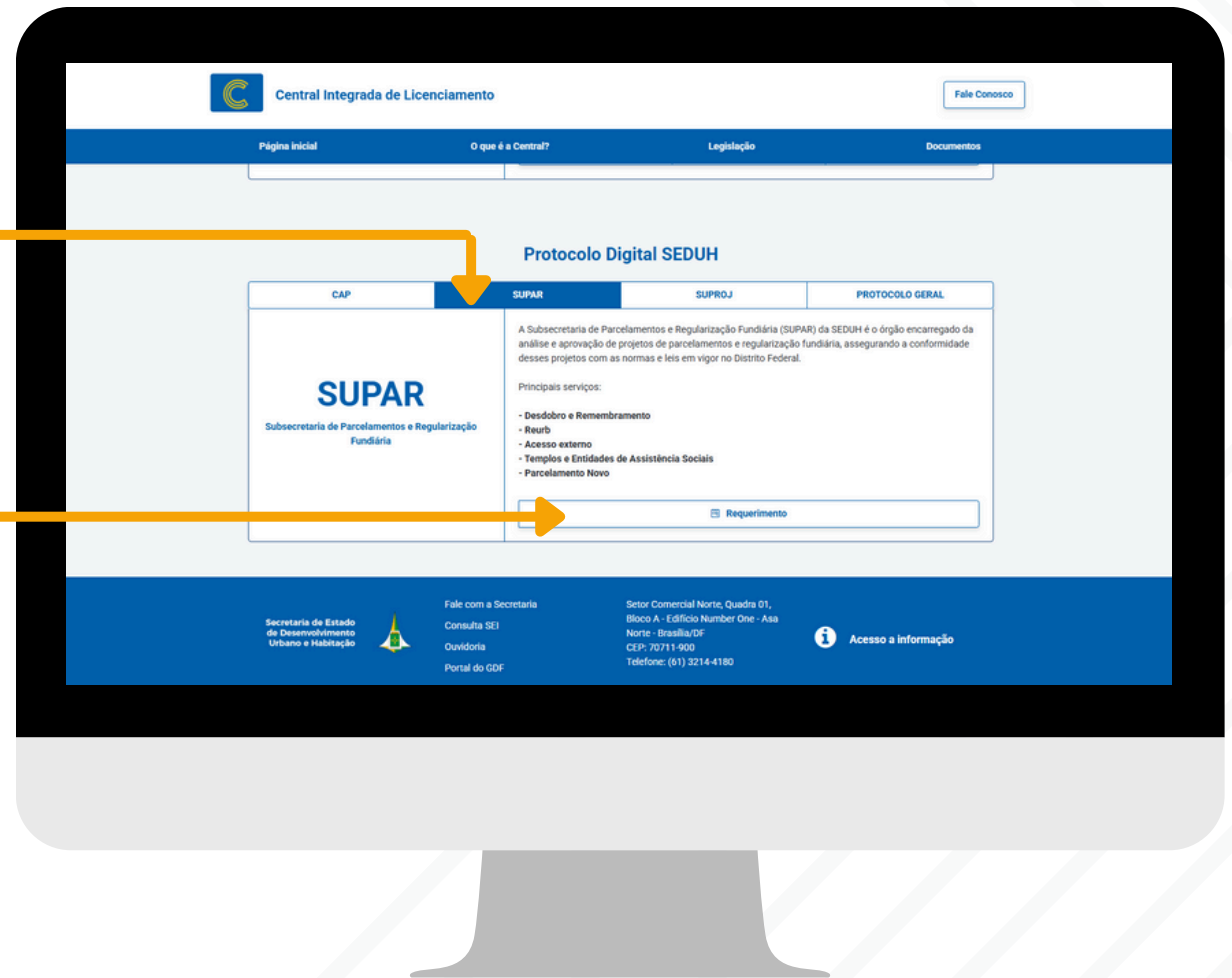 Central Integrada de Licenciamento
Fale Conosco
Página inicial
O que é a Central?
Legislação
Documentos
Protocolo Digital SEDUH
CAP
SUPAR
SUPROJ
PROTOCOLO GERAL
SUPAR
Subsecretaria de Parcelamentos e Regularização
Fundiária
A Subsecretaria de Parcelamentos e Regularização Fundiária (SUPAR) da SEDUH é o órgão encarregado da
análise e aprovação de projetos de parcelamentos e regularização fundiária, assegurando a conformidade
desses projetos com as normas e leis em vigor no Distrito Federal.
Principais serviços:
- Desdobro e Remembramento
- Reurb
- Acesso externo
- Templos e Entidades de Assistência Sociais
- Parcelamento Novo
Requerimento
Secretaria de Estado
de Desenvolvimento
Urbano e Habitação
Fale com a Secretaria
Consulta SEI
Ouvidoria
Portal do GDF
Setor Comercial Norte, Quadra 01,
Bloco A - Edifício Number One - Asa
Norte - Brasília/DF
CEP: 70711-900
Telefone: (61) 3214-4180
Acesso a informação